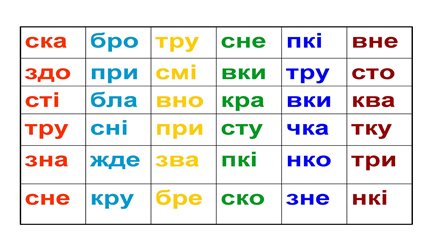 ска бро тру сне пкі вне
здо при смі вки тру сто
сті бла вно кра вки ква
тру сні при сту чка тку
зна жде зва пкі нко три
сне кру бре ско зне нкі